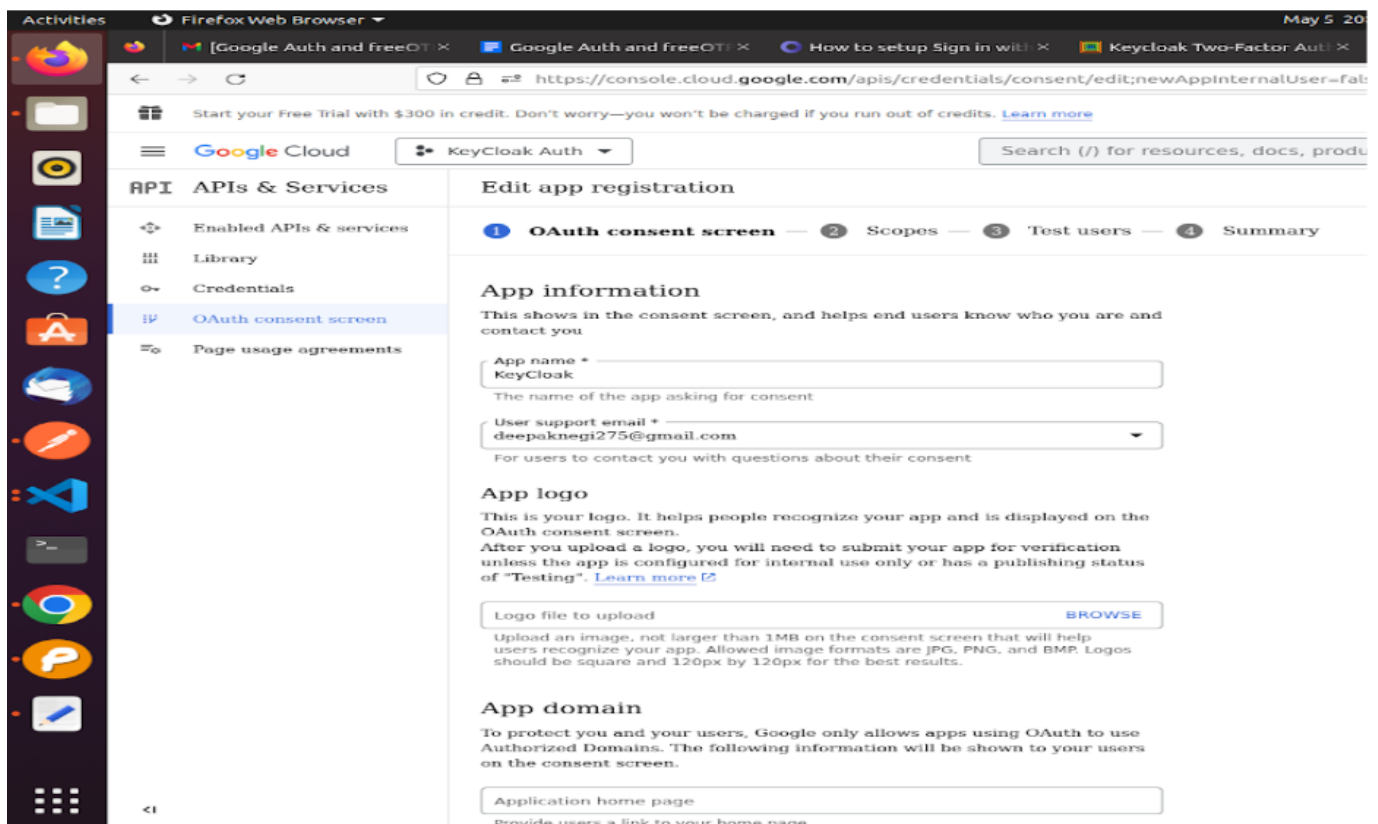 Activities Firefox Web Browser May 5 20
[Google Auth and freeOT Google Auth and freeOT How to setup Sign in with Keycloak Two-Factor Aut
https://console.cloud.google.com/apis/credentials/consent/edit;newAppInternalUser=fal
Start your Free Trial with $300 in credit. Don't worry—you won't be charged if you run out of credits. Learn more
Google Cloud KeyCloak Auth Search (/) for resources, docs, produ
API APIs & Services Edit app registration
Enabled APIs & services
1 OAuth consent screen — 2 Scopes — 3 Test users — 4 Summary
Library
Credentials
OAuth consent screen
Page usage agreements
App information
This shows in the consent screen, and helps end users know who you are and
contact you
App name *
KeyCloak
The name of the app asking for consent
User support email *
deepaknegi275@gmail.com
For users to contact you with questions about their consent
App logo
This is your logo. It helps people recognize your app and is displayed on the
OAuth consent screen.
After you upload a logo, you will need to submit your app for verification
unless the app is configured for internal use only or has a publishing status
of "Testing". Learn more
Logo file to upload BROWSE
Upload an image, not larger than 1MB on the consent screen that will help
users recognize your app. Allowed image formats are JPG, PNG, and BMP. Logos
should be square and 120px by 120px for the best results.
App domain
To protect you and your users, Google only allows apps using OAuth to use
Authorized Domains. The following information will be shown to your users
on the consent screen.
Application home page
Provide users a link to your home page